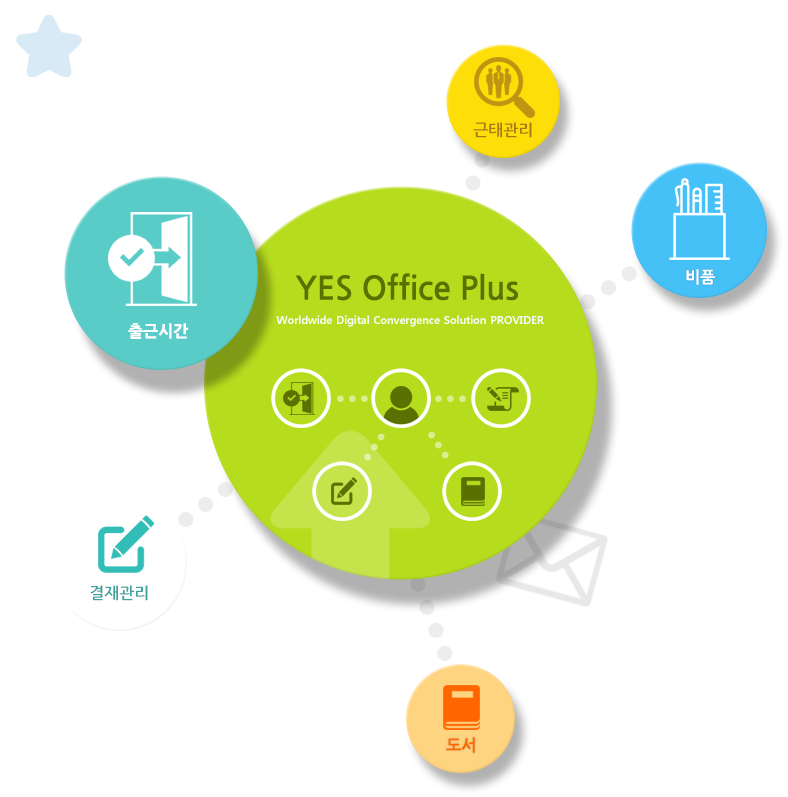 근태관리
비품
YES Office Plus
Worldwide Digital Convergence Solution PROVIDER
출근시간
결재관리
도서